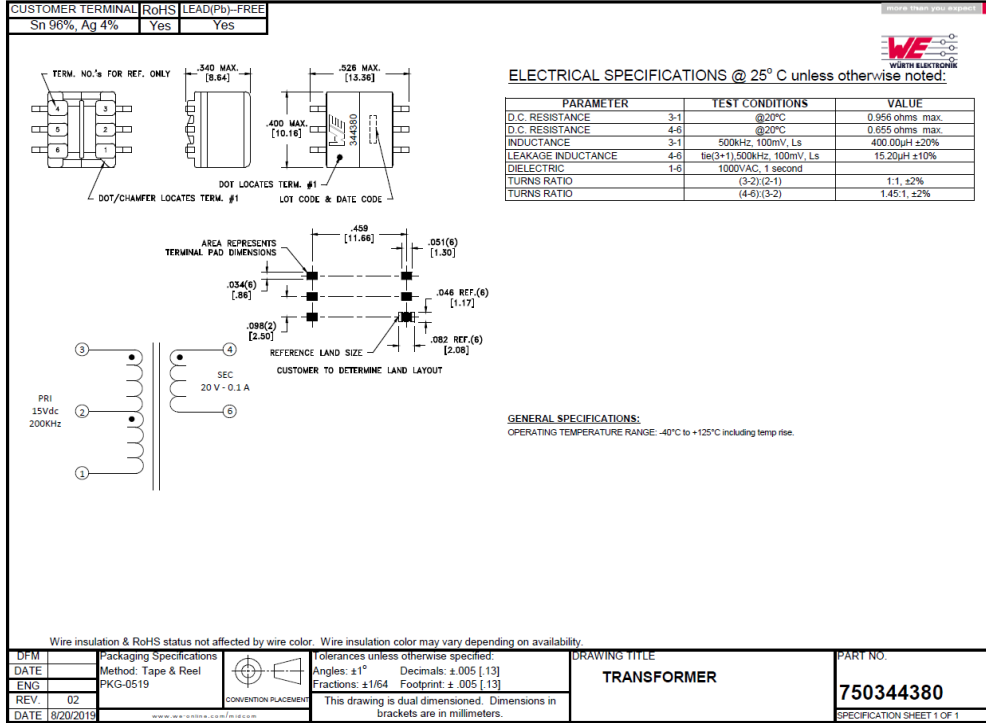 CUSTOMER TERMINAL RoHS LEAD(Pb)-FREE
Sn 96%, Ag 4% Yes Yes
more than you expect
WE
WÜRTH ELEKTRONIK
TERM. NO.'s FOR REF. ONLY
4 3
5 2
6 1
DOT/CHAMFER LOCATES TERM. #1
.340 MAX.
[8.64]
.526 MAX.
[13.36]
.400 MAX.
[10.16]
344380
DOT LOCATES TERM. #1
LOT CODE & DATE CODE
ELECTRICAL SPECIFICATIONS @ 25° C unless otherwise noted:
PARAMETER TEST CONDITIONS VALUE
D.C. RESISTANCE 3-1 @20°C 0.956 ohms max.
D.C. RESISTANCE 4-6 @20°C 0.655 ohms max.
INDUCTANCE 3-1 500kHz, 100mV, Ls 400.00µH ±20%
LEAKAGE INDUCTANCE 4-6 tie(3+1),500kHz, 100mV, Ls 15.20µH ±10%
DIELECTRIC 1-6 1000VAC, 1 second
TURNS RATIO (3-2):(2-1) 1:1, ±2%
TURNS RATIO (4-6):(3-2) 1.45:1, ±2%
.459
[11.66]
AREA REPRESENTS
TERMINAL PAD DIMENSIONS
.051(6)
[1.30]
.034(6)
[.86]
.046 REF.(6)
[1.17]
.098(2)
[2.50]
.082 REF.(6)
[2.08]
REFERENCE LAND SIZE
CUSTOMER TO DETERMINE LAND LAYOUT
3
4
SEC
20 V - 0.1 A
PRI
15Vdc
200KHz
2
6
1
GENERAL SPECIFICATIONS:
OPERATING TEMPERATURE RANGE: -40°C to +125°C including temp rise.
Wire insulation & RoHS status not affected by wire color. Wire insulation color may vary depending on availability.
DFM
DATE
ENG
REV. 02
DATE 8/20/2019
Packaging Specifications
Method: Tape & Reel
PKG-0519
www.we-online.com/midcom
CONVENTION PLACEMENT
Tolerances unless otherwise specified:
Angles: ±1° Decimals: ±.005 [.13]
Fractions: ±1/64 Footprint: ± .005 [.13]
This drawing is dual dimensioned. Dimensions in
brackets are in millimeters.
DRAWING TITLE
TRANSFORMER
PART NO.
750344380
SPECIFICATION SHEET 1 OF 1